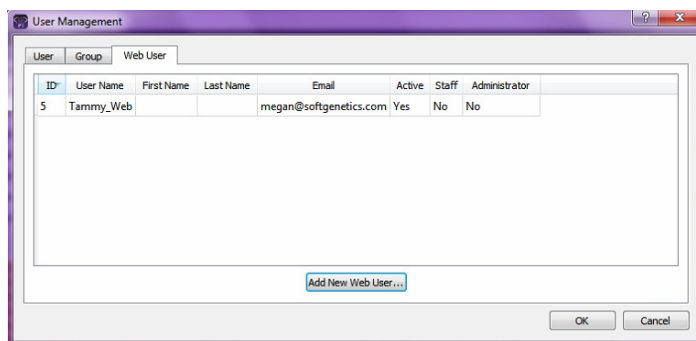 User Management
User Group Web User
ID User Name First Name Last Name Email Active Staff Administrator
5 Tammy_Web megan@softgenetics.com Yes No No
Add New Web User...
OK Cancel